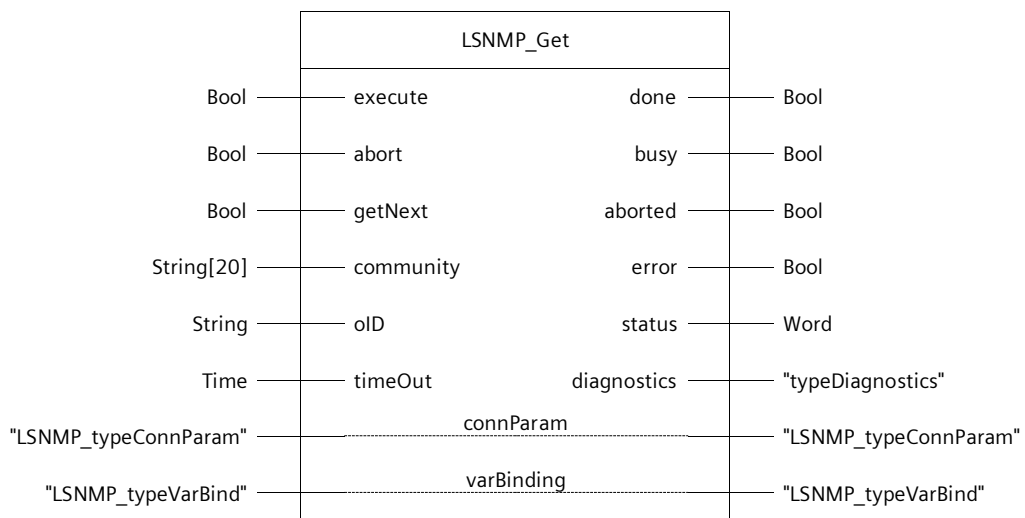 LSNMP_Get
Bool execute done Bool
Bool abort busy Bool
Bool getNext aborted Bool
String[20] community error Bool
String oID status Word
Time timeOut diagnostics "typeDiagnostics"
"LSNMP_typeConnParam" connParam "LSNMP_typeConnParam"
"LSNMP_typeVarBind" varBinding "LSNMP_typeVarBind"